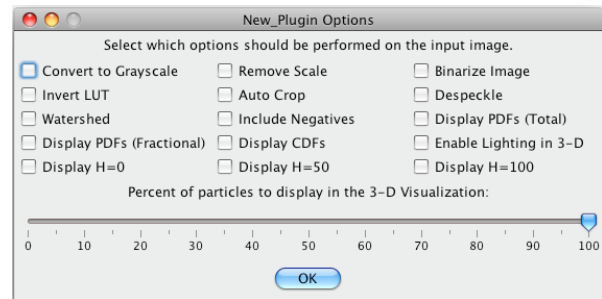 New_Plugin Options
Select which options should be performed on the input image.
Convert to Grayscale Remove Scale Binarize Image
Invert LUT Auto Crop Despeckle
Watershed Include Negatives Display PDFs (Total)
Display PDFs (Fractional) Display CDFs Enable Lighting in 3-D
Display H=0 Display H=50 Display H=100
Percent of particles to display in the 3-D Visualization:
0 10 20 30 40 50 60 70 80 90 100
OK